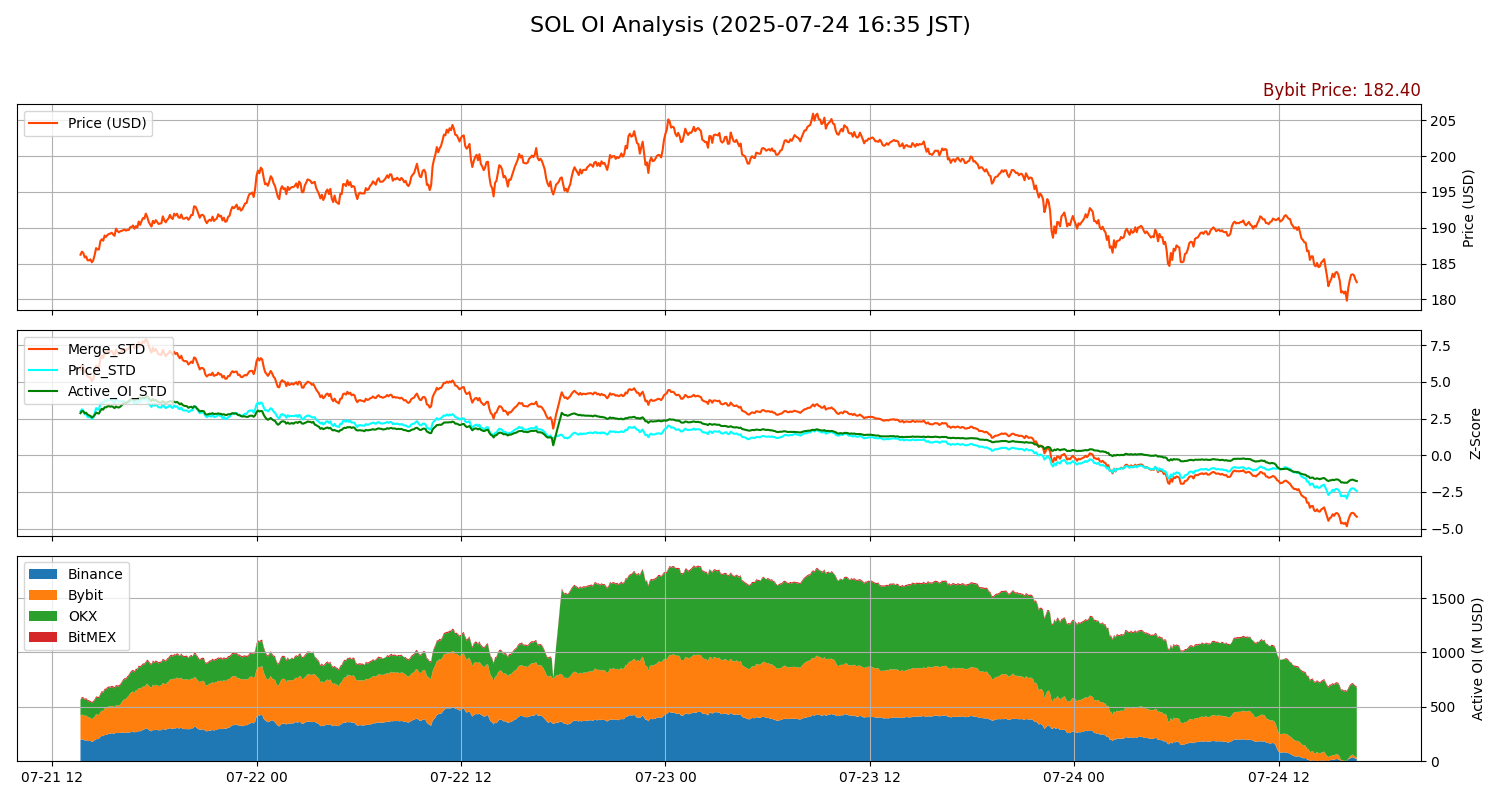 SOL OI Analysis (2025-07-24 16:35 JST)
Bybit Price: 182.40
Price (USD)
205
200
195
190
185
180
Price (USD)
Merge_STD
Price_STD
Active_OI_STD
7.5
5.0
2.5
0.0
−2.5
−5.0
Z-Score
Binance
Bybit
OKX
BitMEX
1500
1000
500
0
Active OI (M USD)
07-21 12
07-22 00
07-22 12
07-23 00
07-23 12
07-24 00
07-24 12